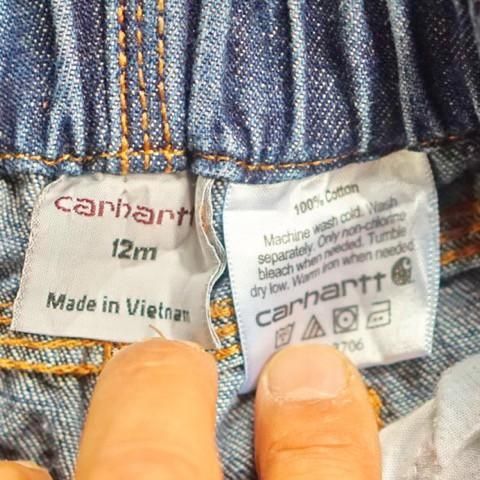 carhartt
12m
Made in Vietnam
100% Cotton
Machine wash cold. Wash
separately. Only non-chlorine
bleach when needed. Tumble
dry low. Warm iron when needed.
carhartt
3706